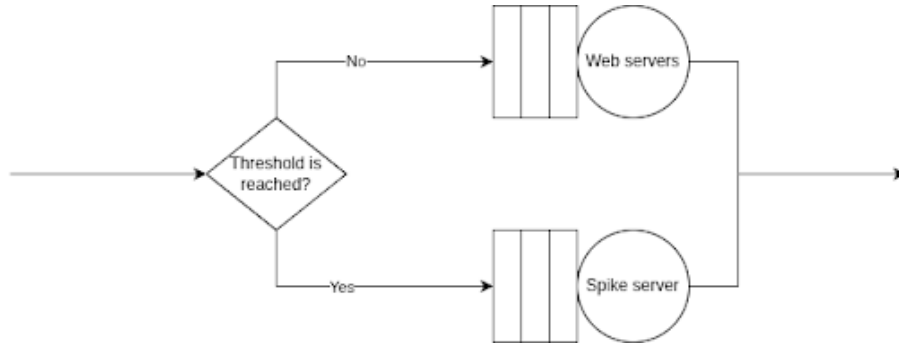 No
Web servers
Threshold is
reached?
Yes
Spike server